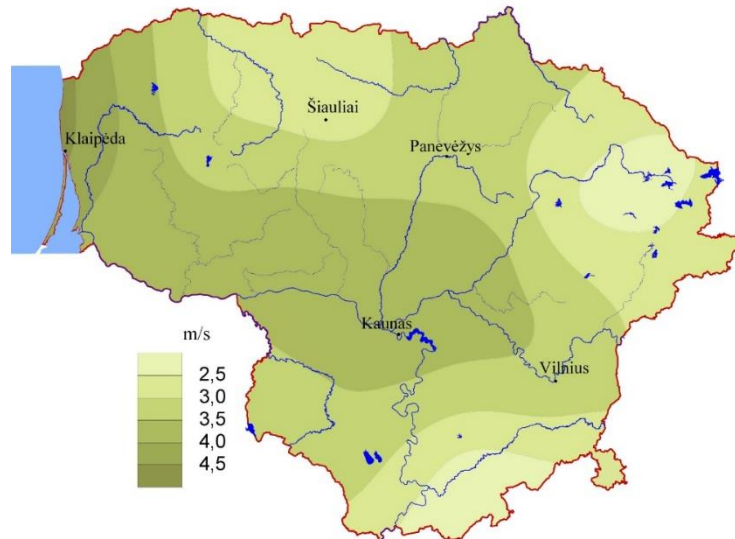 Šiauliai
Klaipėda
Panevėžys
Kaunas
m/s
Vilnius
2,5
3,0
3,5
4,0
4,5